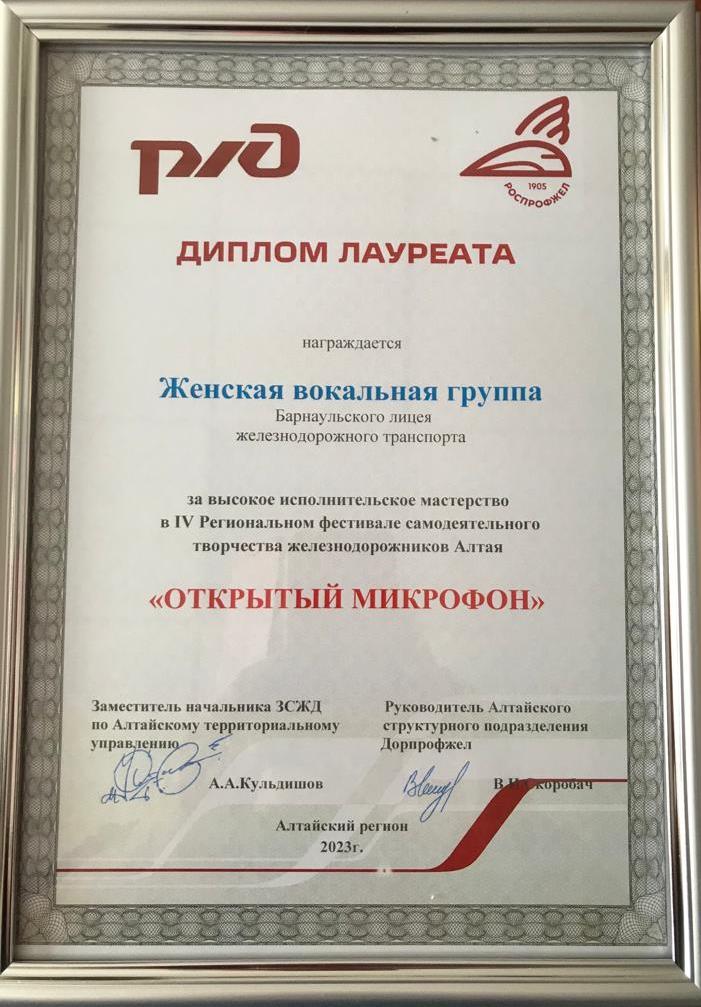 ржд
1905
РОСПРОФЖЕЛ
ДИПЛОМ ЛАУРЕАТА
награждается
Женская вокальная группа
Барнаульского лицея
железнодорожного транспорта
за высокое исполнительское мастерство
в IV Региональном фестивале самодеятельного
творчества железнодорожников Алтая
«ОТКРЫТЫЙ МИКРОФОН»
Заместитель начальника ЗСЖД
по Алтайскому территориальному
управлению
А.А.Кульдишов
Руководитель Алтайского
структурного подразделения
Дорпрофжел
Скоробач
Алтайский регион
2023г.